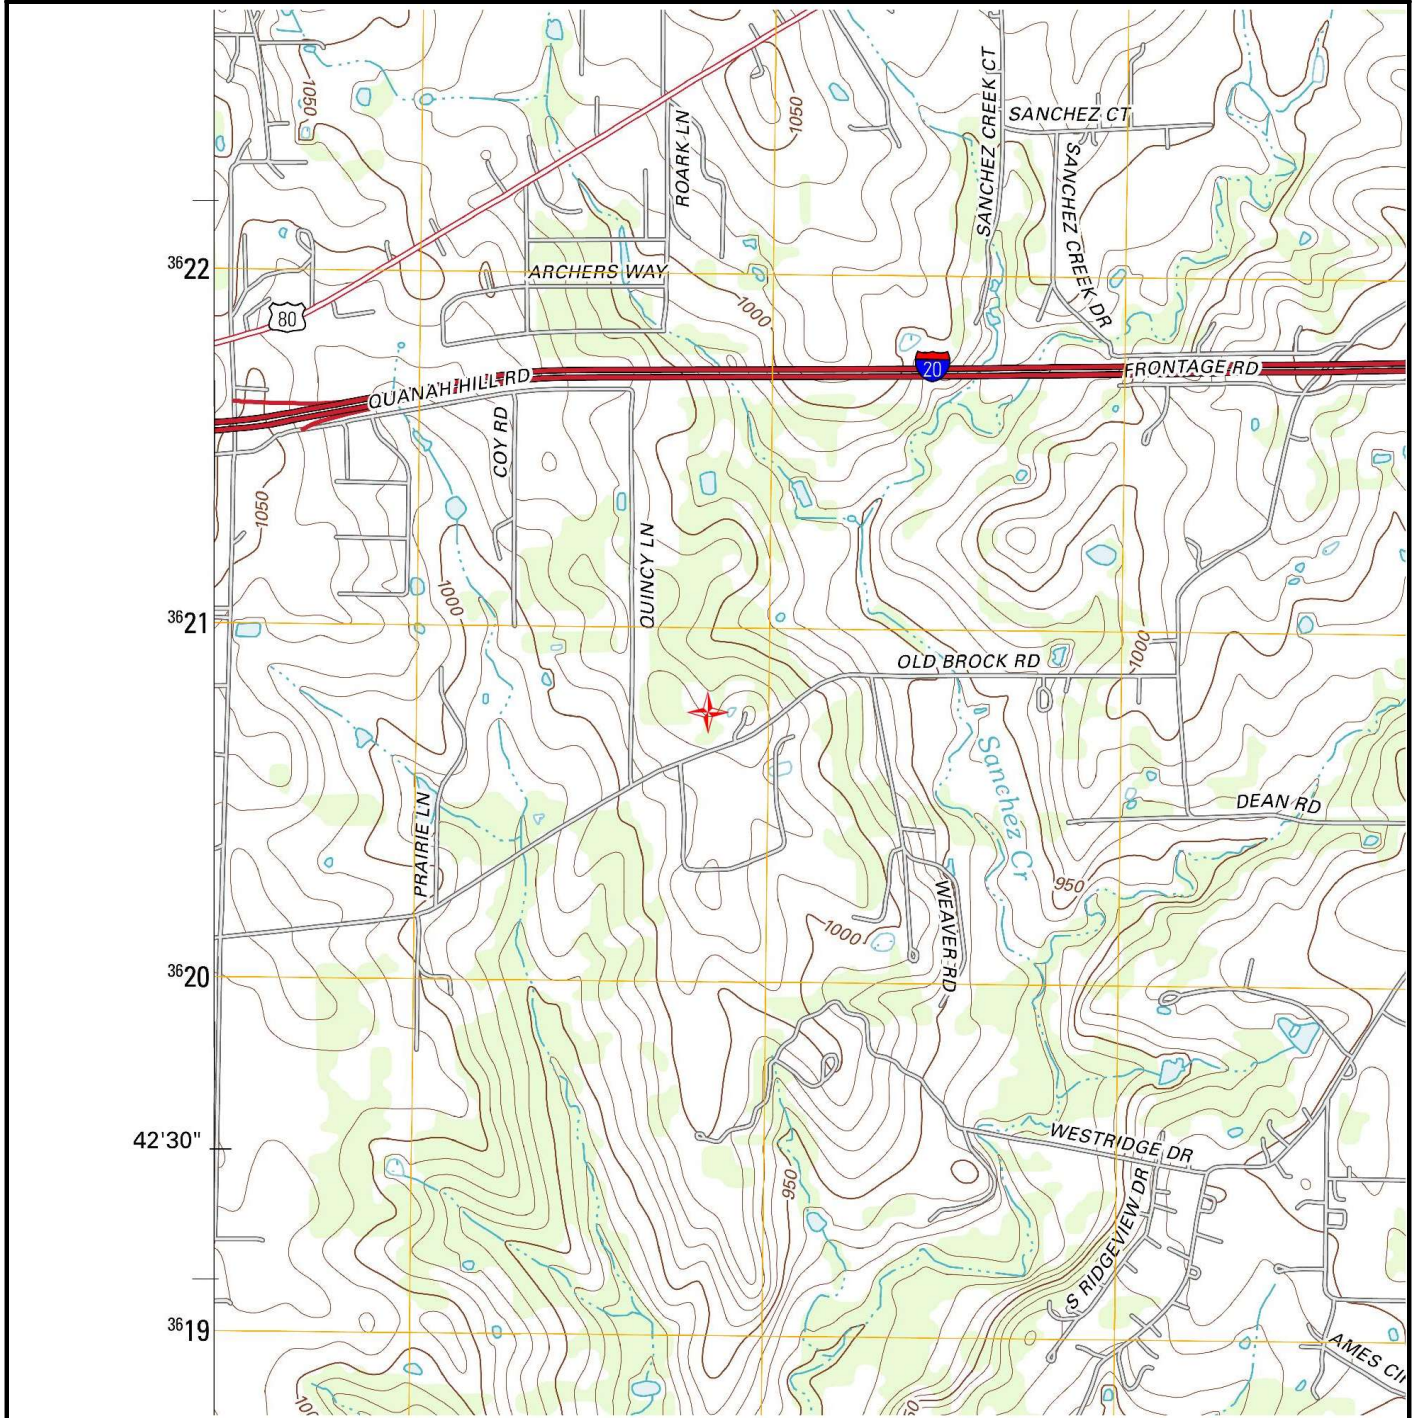 1050
1050
ROARK LN
SANCHEZ CREEK CT
SANCHEZ CT
SANCHEZ CREEK DR
3622
ARCHERS WAY
80
1000
20
FRONTAGE RD
QUANAH HILL RD
COY RD
1050
QUINCY LN
1000
3621
1000
OLD BROCK RD
Sanchez Cr
PRAIRIE LN
DEAN RD
950
WEAVER RD
1000
3620
42'30"
WESTRIDGE DR
950
S RIDGEVIEW DR
3619
AMES CI